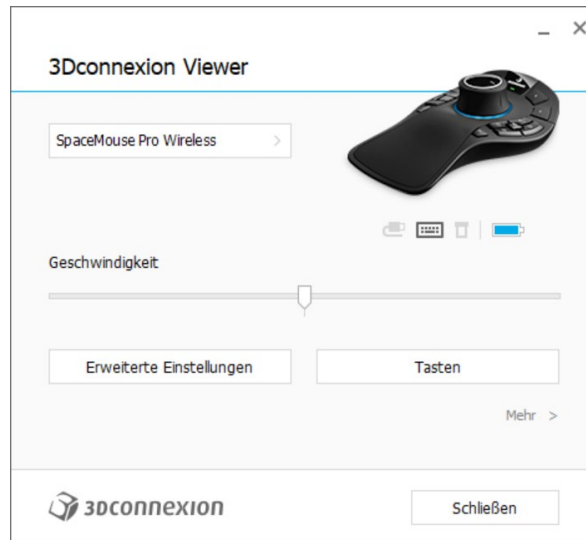 3Dconnexion Viewer
SpaceMouse Pro Wireless >
Geschwindigkeit
Erweiterte Einstellungen
Tasten
Mehr >
3Dconnexion
Schließen